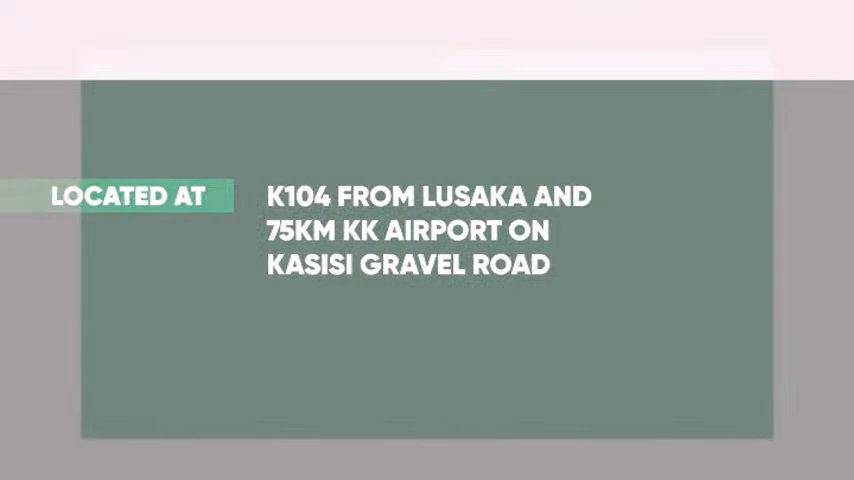 LOCATED AT
K104 FROM LUSAKA AND
75KM KK AIRPORT ON
KASISI GRAVEL ROAD